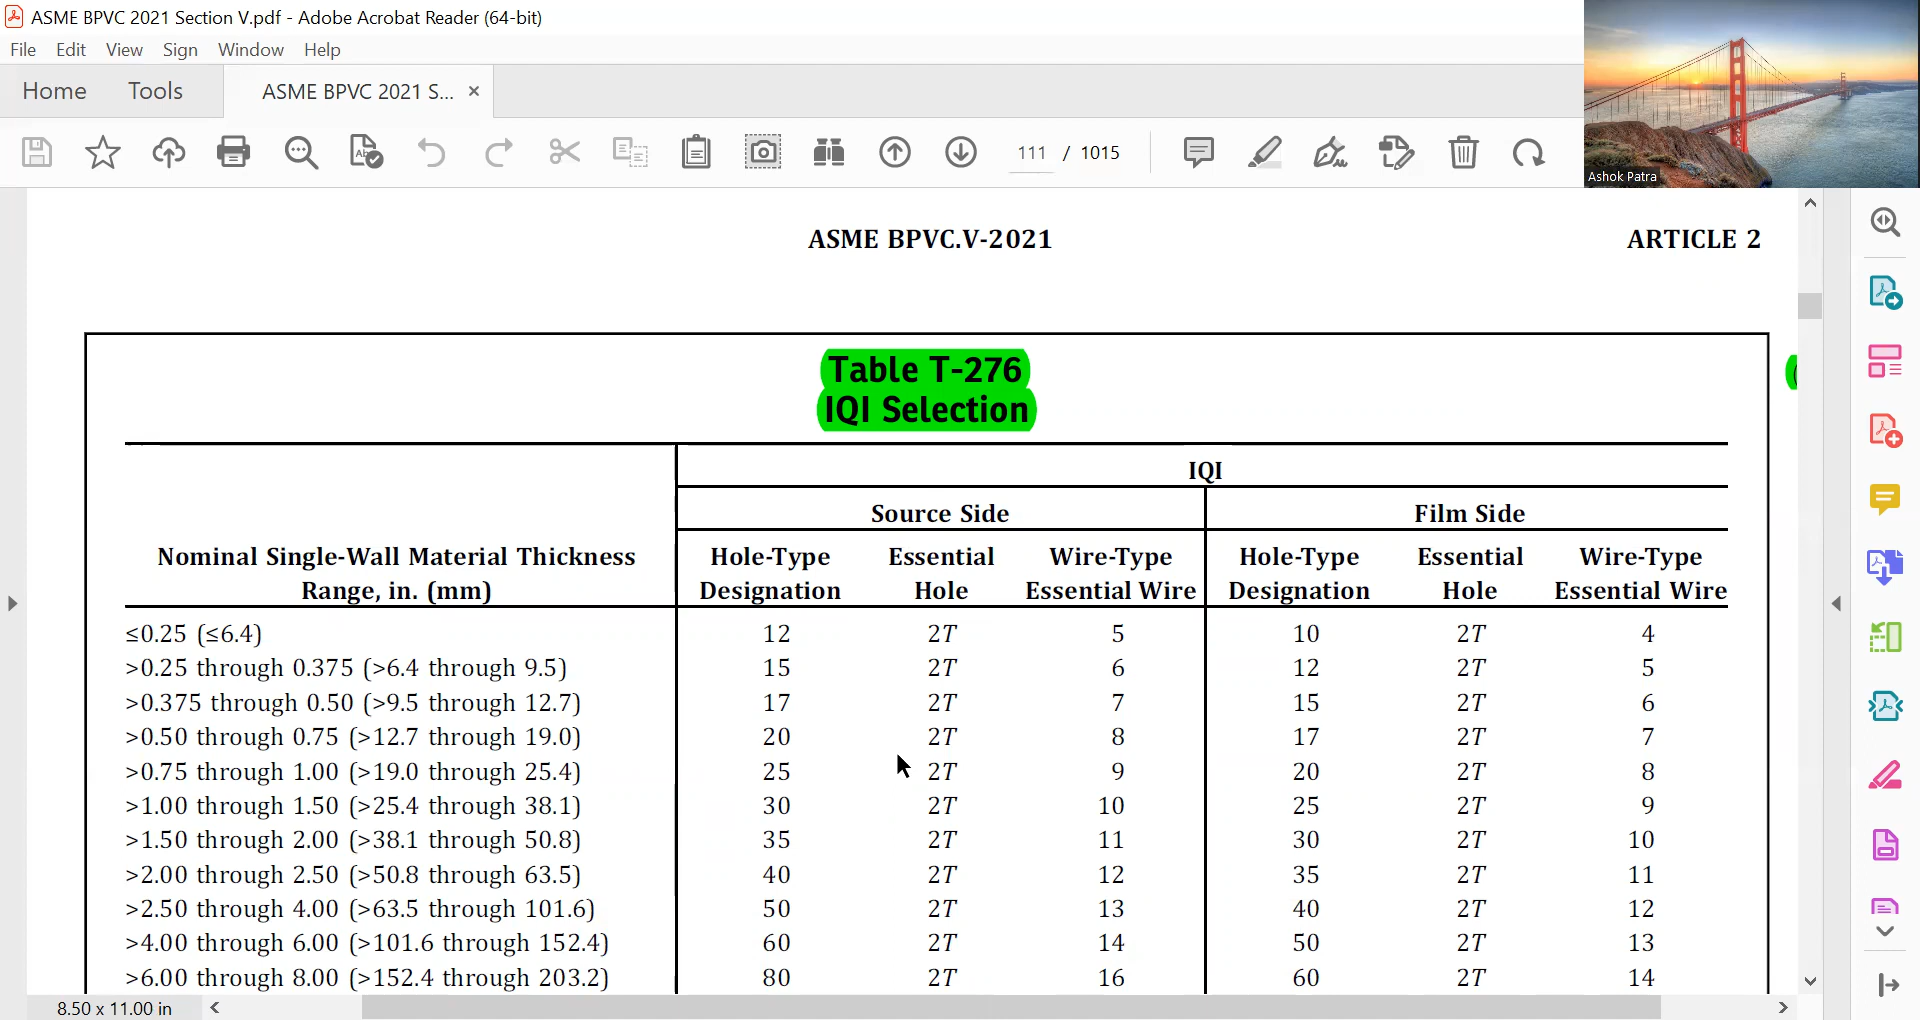 ASME BPVC 2021 Section V.pdf - Adobe Acrobat Reader (64-bit)
File Edit View Sign Window Help
Home Tools ASME BPVC 2021 S... ×
111 / 1015
Ashok Patra
ASME BPVC.V-2021 ARTICLE 2
Table T-276
IQI Selection
IQI
Source Side Film Side
Nominal Single-Wall Material Thickness Hole-Type Essential Wire-Type Hole-Type Essential Wire-Type
Range, in. (mm) Designation Hole Essential Wire Designation Hole Essential Wire
≤0.25 (≤6.4) 12 2T 5 10 2T 4
>0.25 through 0.375 (>6.4 through 9.5) 15 2T 6 12 2T 5
>0.375 through 0.50 (>9.5 through 12.7) 17 2T 7 15 2T 6
>0.50 through 0.75 (>12.7 through 19.0) 20 2T 8 17 2T 7
>0.75 through 1.00 (>19.0 through 25.4) 25 2T 9 20 2T 8
>1.00 through 1.50 (>25.4 through 38.1) 30 2T 10 25 2T 9
>1.50 through 2.00 (>38.1 through 50.8) 35 2T 11 30 2T 10
>2.00 through 2.50 (>50.8 through 63.5) 40 2T 12 35 2T 11
>2.50 through 4.00 (>63.5 through 101.6) 50 2T 13 40 2T 12
>4.00 through 6.00 (>101.6 through 152.4) 60 2T 14 50 2T 13
>6.00 through 8.00 (>152.4 through 203.2) 80 2T 16 60 2T 14
8.50 x 11.00 in